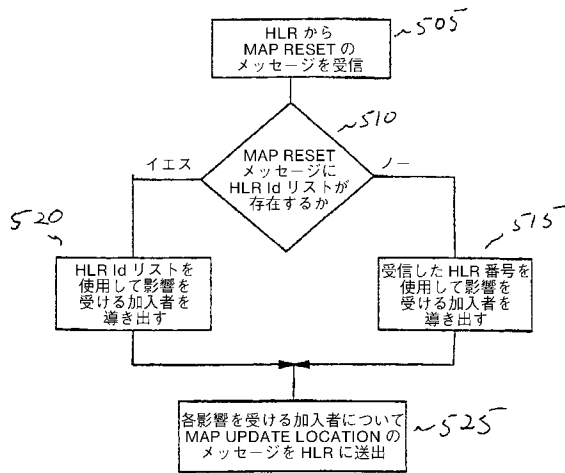 HLR から
MAP RESET の
メッセージを受信
~505
MAP RESET
メッセージに
HLR Id リストが
存在するか
~510
イエス
ノー
520
HLR Id リストを
使用して影響を
受ける加入者を
導き出す
515
受信した HLR 番号を
使用して影響を
受ける加入者を
導き出す
各影響を受ける加入者について
MAP UPDATE LOCATION の
メッセージを HLR に送出
~525